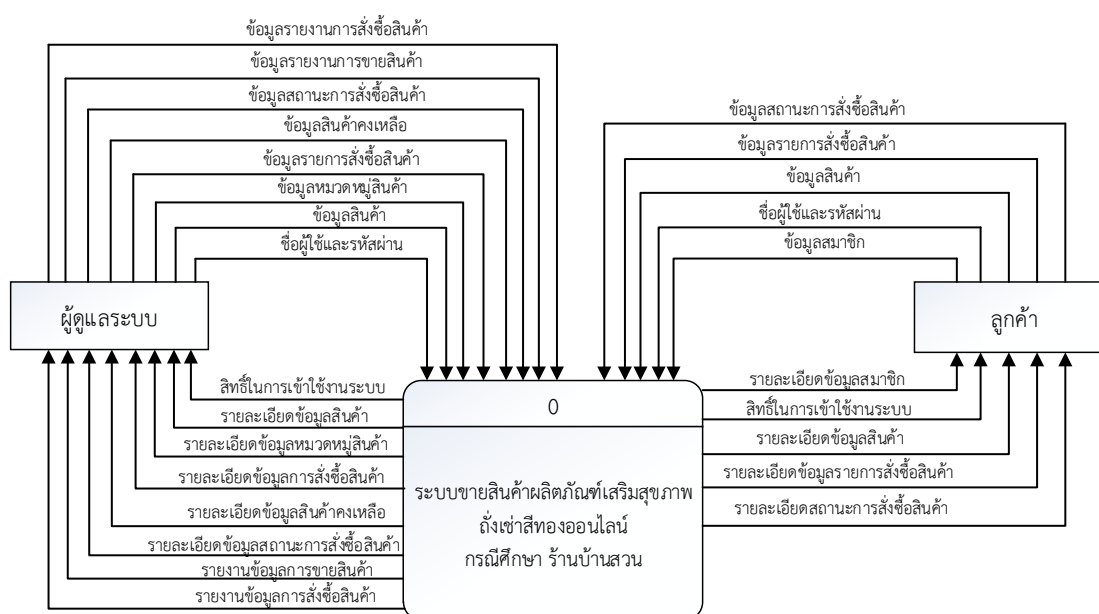 ข้อมูลรายงานการสั่งซื้อสินค้า
ข้อมูลรายงานการขายสินค้า
ข้อมูลสถานะการสั่งซื้อสินค้า
ข้อมูลสินค้าคงเหลือ
ข้อมูลรายการสั่งซื้อสินค้า
ข้อมูลหมวดหมู่สินค้า
ข้อมูลสินค้า
ชื่อผู้ใช้และรหัสผ่าน
ข้อมูลสถานะการสั่งซื้อสินค้า
ข้อมูลรายการสั่งซื้อสินค้า
ข้อมูลสินค้า
ชื่อผู้ใช้และรหัสผ่าน
ข้อมูลสมาชิก
ผู้ดูแลระบบ
ลูกค้า
สิทธิ์ในการเข้าใช้งานระบบ
รายละเอียดข้อมูลสินค้า
รายละเอียดข้อมูลหมวดหมู่สินค้า
รายละเอียดข้อมูลการสั่งซื้อสินค้า
รายละเอียดข้อมูลสินค้าคงเหลือ
รายละเอียดข้อมูลสถานะการสั่งซื้อสินค้า
รายงานข้อมูลการขายสินค้า
รายงานข้อมูลการสั่งซื้อสินค้า
0
ระบบขายสินค้าผลิตภัณฑ์เสริมสุขภาพ
ถั่งเช่าสีทองออนไลน์
กรณีศึกษา ร้านบ้านสวน
รายละเอียดข้อมูลสมาชิก
สิทธิ์ในการเข้าใช้งานระบบ
รายละเอียดข้อมูลสินค้า
รายละเอียดข้อมูลรายการสั่งซื้อสินค้า
รายละเอียดสถานะการสั่งซื้อสินค้า